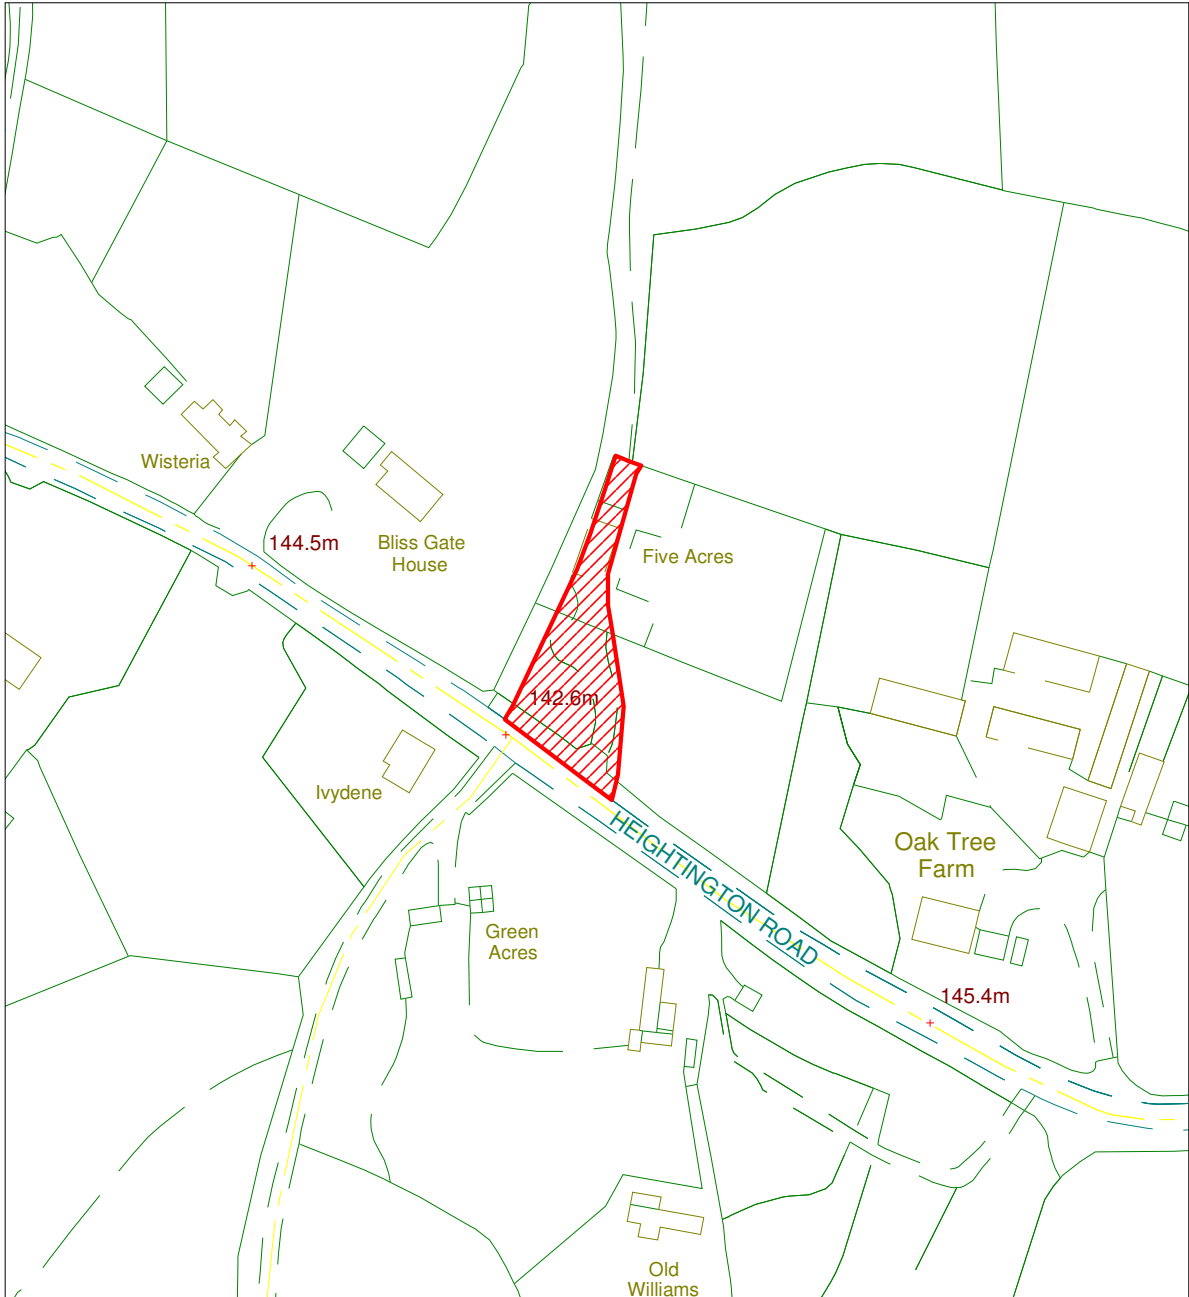 Wisteria
144.5m
Bliss Gate
House
Five Acres
142.6m
Ivydene
HEIGHTINGTON ROAD
Oak Tree
Farm
Green
Acres
145.4m
Old
Williams